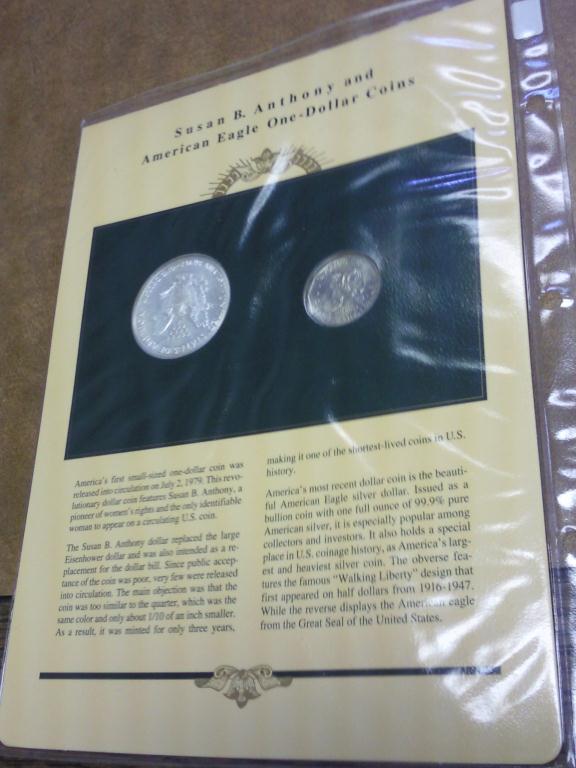 Susan B. Anthony and
American Eagle One-Dollar Coins
America's first small-sized one-dollar coin was
released into circulation on July 2, 1979. This revo-
lutionary dollar coin features Susan B. Anthony, a
pioneer of women's rights and the only identifiable
woman to appear on a circulating U.S. coin.
The Susan B. Anthony dollar replaced the large
Eisenhower dollar and was also intended as a re-
placement for the dollar bill. Since public accep-
tance of the coin was poor, very few were released
into circulation. The main objection was that the
coin was too similar to the quarter, which was the
same color and only about 1/10 of an inch smaller.
As a result, it was minted for only three years,
making it one of the shortest-lived coins in U.S.
history.
America's most recent dollar coin is the beauti-
ful American Eagle silver dollar. Issued as a
bullion coin with one full ounce of 99.9% pure
American silver, it is especially popular among
collectors and investors. It also holds a special
place in U.S. coinage history, as America's larg-
est and heaviest silver coin. The obverse fea-
tures the famous "Walking Liberty" design that
first appeared on half dollars from 1916-1947.
While the reverse displays the American eagle
from the Great Seal of the United States.